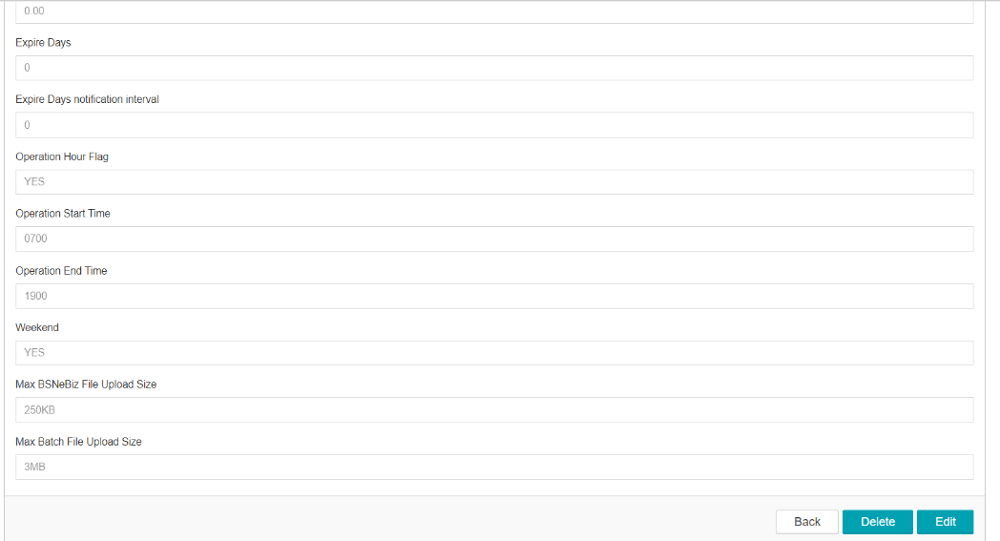 0.00
Expire Days
0
Expire Days notification interval
0
Operation Hour Flag
YES
Operation Start Time
0700
Operation End Time
1900
Weekend
YES
Max BSNeBiz File Upload Size
250KB
Max Batch File Upload Size
3MB
Back Delete Edit